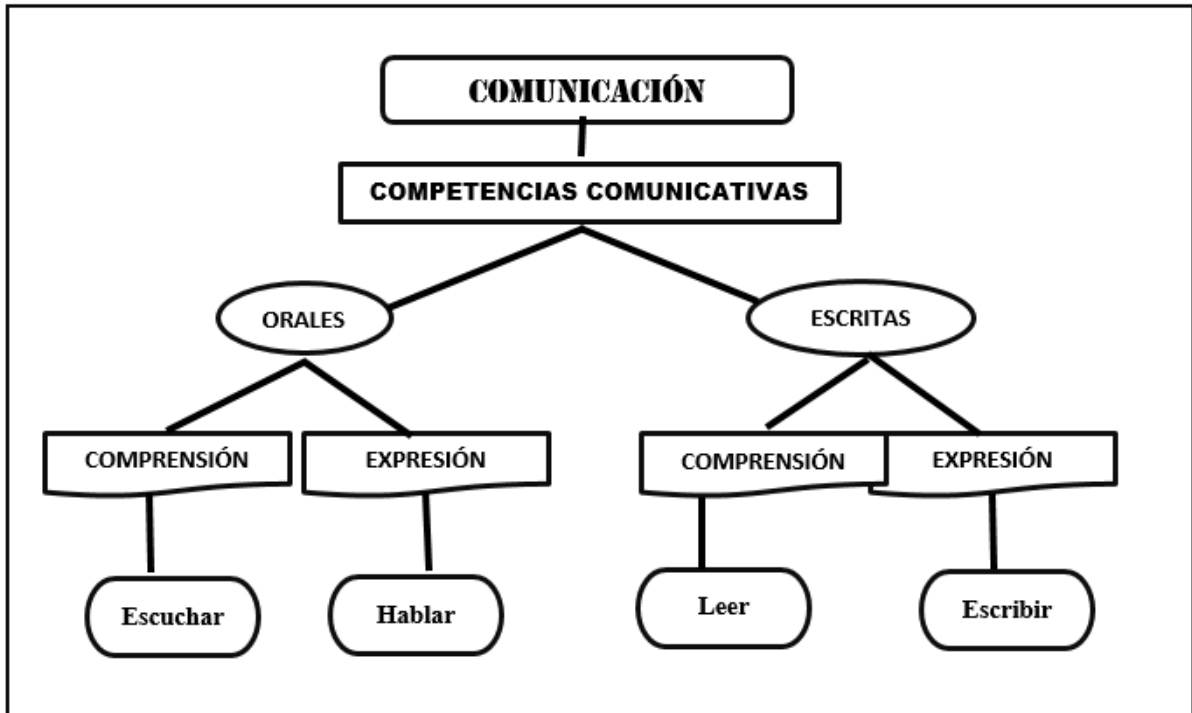 COMUNICACIÓN
COMPETENCIAS COMUNICATIVAS
ORALES
ESCRITAS
COMPRENSIÓN
EXPRESIÓN
COMPRENSIÓN
EXPRESIÓN
Escuchar
Hablar
Leer
Escribir